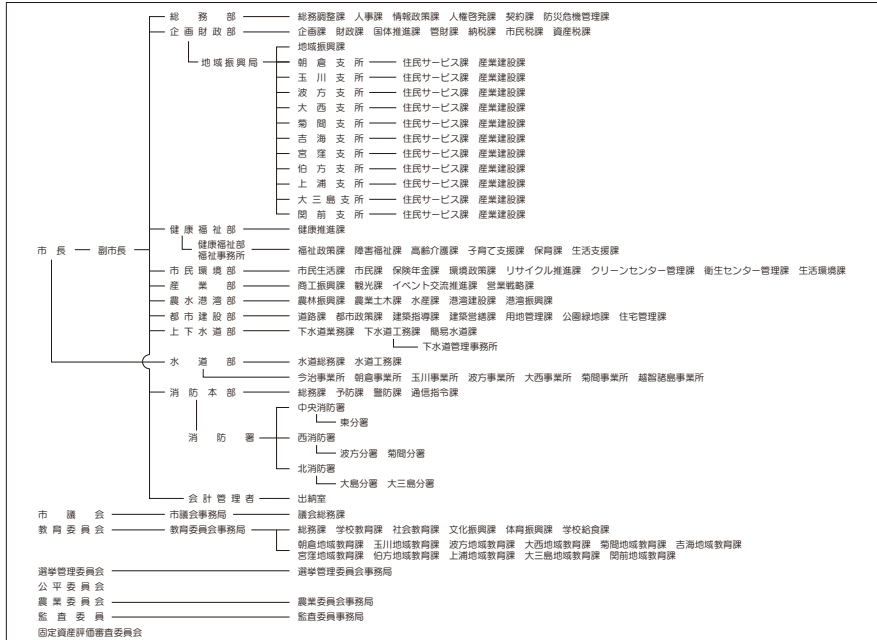 総務部 総務調整課 人事課 情報政策課 人権啓発課 契約課 防災危機管理課
企画財政部 企画課 財政課 国体推進課 管財課 納税課 市民税課 資産税課
地域振興課
地域振興局 朝倉支所 住民サービス課 産業建設課
玉川支所 住民サービス課 産業建設課
波方支所 住民サービス課 産業建設課
大西支所 住民サービス課 産業建設課
菊間支所 住民サービス課 産業建設課
吉海支所 住民サービス課 産業建設課
宮窪支所 住民サービス課 産業建設課
伯方支所 住民サービス課 産業建設課
上浦支所 住民サービス課 産業建設課
大三島支所 住民サービス課 産業建設課
関前支所 住民サービス課 産業建設課
健康福祉部 健康推進課
市長 副市長 健康福祉部
福祉事務所 福祉政策課 障害福祉課 高齢介護課 子育て支援課 保育課 生活支援課
市民環境部 市民生活課 市民課 保険年金課 環境政策課 リサイクル推進課 クリーンセンター管理課 衛生センター管理課 生活環境課
産業部 商工振興課 観光課 イベント交流推進課 営業戦略課
農水港湾部 農林振興課 農業土木課 水産課 港湾建設課 港湾振興課
都市建設部 道路課 都市政策課 建築指導課 建築営繕課 用地管理課 公園緑地課 住宅管理課
上下水道部 下水道業務課 下水道工務課 簡易水道課
下水道管理事務所
水道部 水道総務課 水道工務課
今治事業所 朝倉事業所 玉川事業所 波方事業所 大西事業所 菊間事業所 越智諸島事業所
消防本部 総務課 予防課 警防課 通信指令課
中央消防署
東分署
消防署 西消防署
波方分署 菊間分署
北消防署
大島分署 大三島分署
会計管理者 出納室
市議会 市議会事務局 議会総務課
教育委員会 教育委員会事務局 総務課 学校教育課 社会教育課 文化振興課 体育振興課 学校給食課
朝倉地域教育課 玉川地域教育課 波方地域教育課 大西地域教育課 菊間地域教育課 吉海地域教育課
宮窪地域教育課 伯方地域教育課 上浦地域教育課 大三島地域教育課 関前地域教育課
選挙管理委員会 選挙管理委員会事務局
公平委員会
農業委員会 農業委員会事務局
監査委員 監査委員事務局
固定資産評価審査委員会